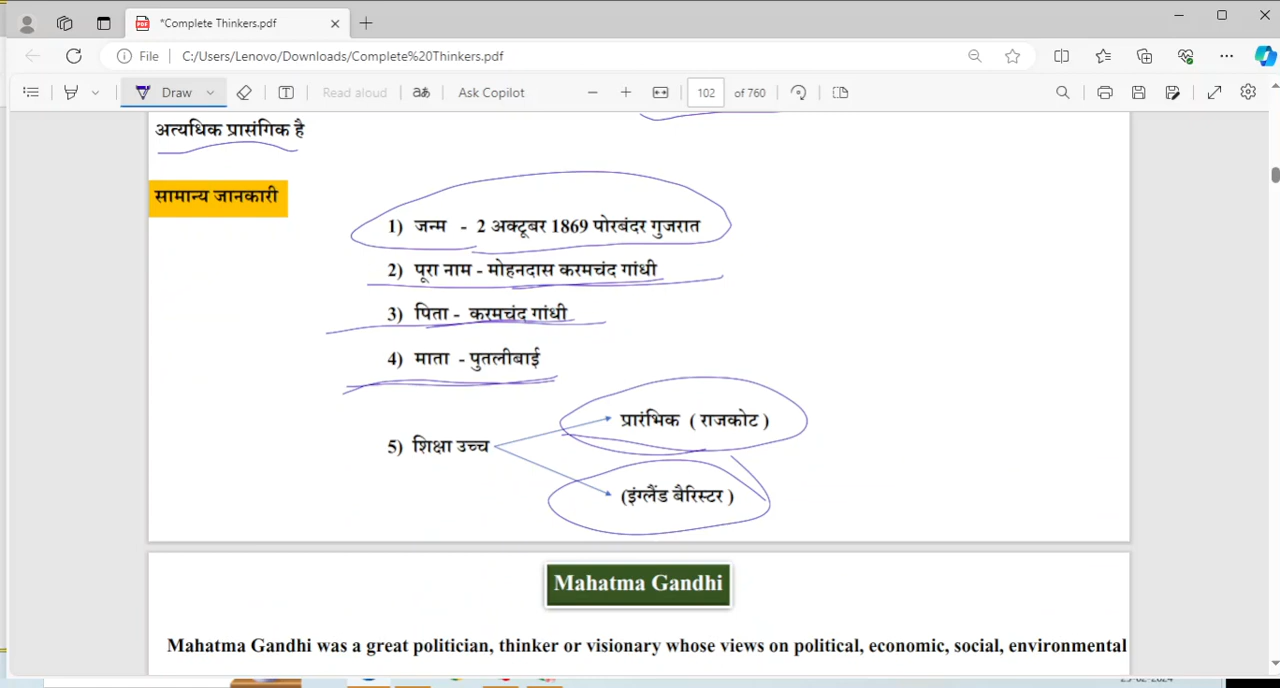 *Complete Thinkers.pdf
File C:/Users/Lenovo/Downloads/Complete%20Thinkers.pdf
Draw Read aloud aあ Ask Copilot 102 of 760
अत्यधिक प्रासंगिक है
सामान्य जानकारी
1) जन्म - 2 अक्टूबर 1869 पोरबंदर गुजरात
2) पूरा नाम - मोहनदास करमचंद गांधी
3) पिता - करमचंद गांधी
4) माता - पुतलीबाई
प्रारंभिक ( राजकोट )
5) शिक्षा उच्च
(इंग्लैंड बैरिस्टर )
Mahatma Gandhi
Mahatma Gandhi was a great politician, thinker or visionary whose views on political, economic, social, environmental